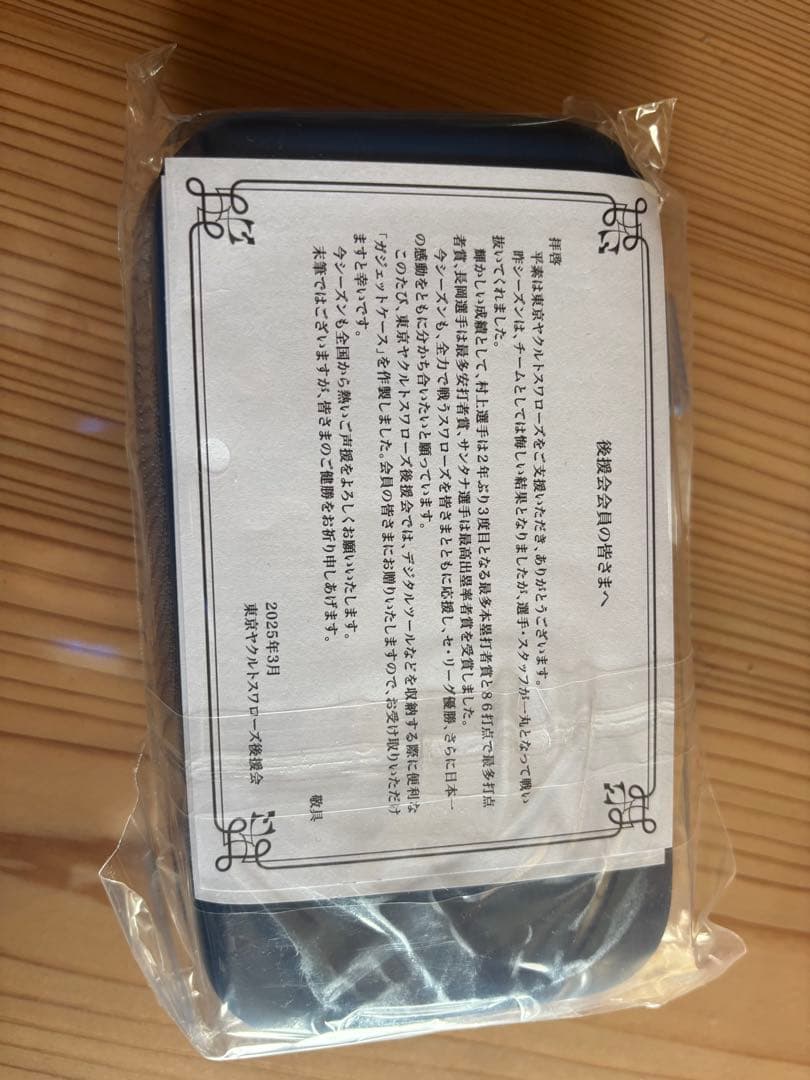 後援会会員の皆さまへ
拝啓
平素は東京ヤクルトスワローズをご支援いただき、ありがとうございます。
昨シーズンは、チームとしては悔しい結果となりましたが、選手・スタッフが一丸となって戦い
抜いてくれました。
輝かしい成績として、村上選手は2年ぶり3度目となる最多本塁打者賞と86打点で最多打点
者賞、長岡選手は最多安打者賞、サンタナ選手は最高出塁率者賞を受賞しました。
今シーズンも、全力で戦うスワローズを皆さまとともに応援し、セ・リーグ優勝、さらに日本一
の感動をともに分かち合いたいと願っています。
このたび、東京ヤクルトスワローズ後援会では、デジタルツールなどを収納する際に便利な
「ガジェットケース」を作製しました。会員の皆さまにお贈りいたしますので、お受け取りいただけ
ますと幸いです。
今シーズンも全国から熱いご声援をよろしくお願いいたします。
末筆ではございますが、皆さまのご健勝をお祈り申しあげます。
敬具
2025年3月
東京ヤクルトスワローズ後援会